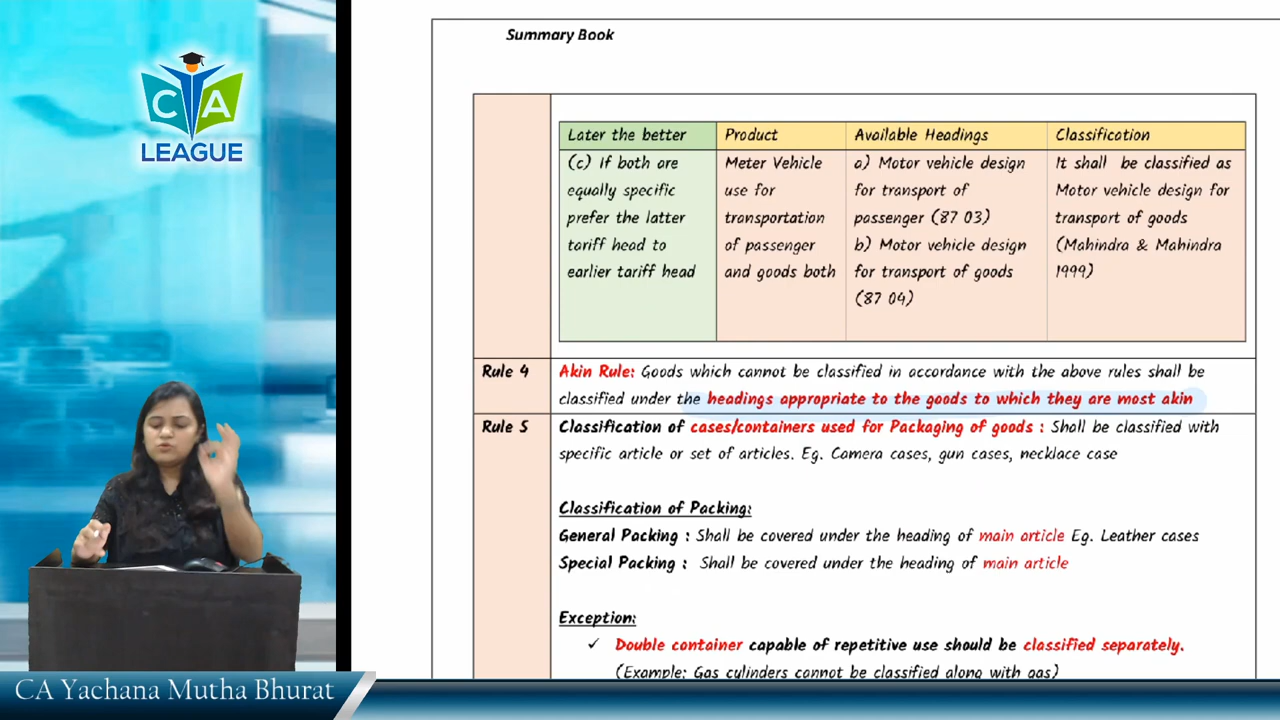 Summary Book
CA
LEAGUE
Later the better
Product
Available Headings
Classification
(c) If both are
equally specific
prefer the latter
tariff head to
earlier tariff head
Meter Vehicle
use for
transportation
of passenger
and goods both
a) Motor vehicle design
for transport of
passenger (87 03)
b) Motor vehicle design
for transport of goods
(87 04)
It shall be classified as
Motor vehicle design for
transport of goods
(Mahindra & Mahindra
1999)
Rule 4
Akin Rule: Goods which cannot be classified in accordance with the above rules shall be
classified under the headings appropriate to the goods to which they are most akin
Rule 5
Classification of cases/containers used for Packaging of goods : Shall be classified with
specific article or set of articles. Eg. Camera cases, gun cases, necklace case
Classification of Packing:
General Packing : Shall be covered under the heading of main article Eg. Leather cases
Special Packing : Shall be covered under the heading of main article
Exception:
✓ Double container capable of repetitive use should be classified separately.
(Example: Gas cylinders cannot be classified along with gas)
CA Yachana Mutha Bhurat